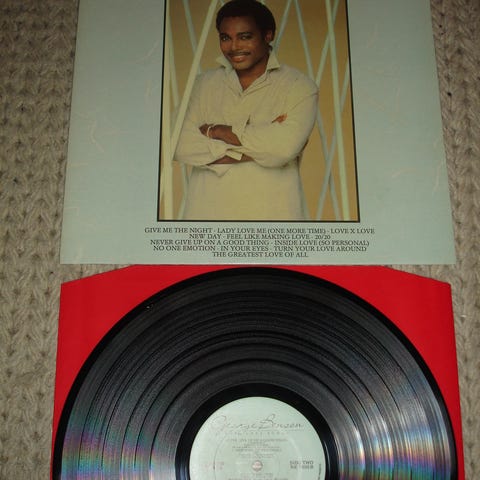 GIVE ME THE NIGHT · LADY LOVE ME (ONE MORE TIME) · LOVE X LOVE
NEW DAY · FEEL LIKE MAKING LOVE · 20/20
NEVER GIVE UP ON A GOOD THING · INSIDE LOVE (SO PERSONAL)
NO ONE EMOTION · IN YOUR EYES · TURN YOUR LOVE AROUND
THE GREATEST LOVE OF ALL
George Benson
SIDE TWO